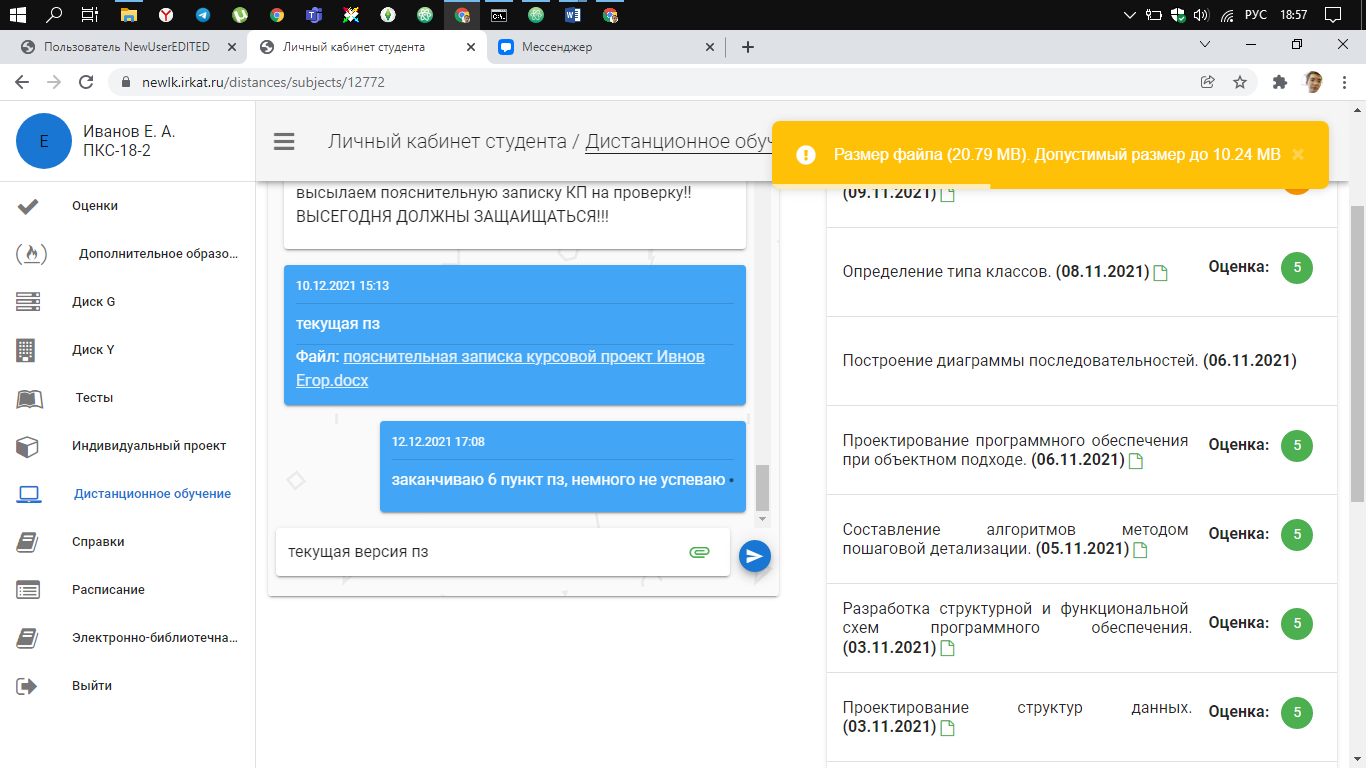 РУС
18:57
Пользователь NewUserEDITED
Личный кабинет студента
Мессенджер
newlk.irkat.ru/distances/subjects/12772
Е
Иванов Е. А.
ПКС-18-2
Оценки
Дополнительное образо...
Диск G
Диск Y
Тесты
Индивидуальный проект
Дистанционное обучение
Справки
Расписание
Электронно-библиотечна...
Выйти
Личный кабинет студента / Дистанционное обуч
Размер файла (20.79 MB). Допустимый размер до 10.24 MB
высылаем пояснительную записку КП на проверку!!
ВЫСЕГОДНЯ ДОЛЖНЫ ЗАЩАИЩАТЬСЯ!!!
10.12.2021 15:13
текущая пз
Файл: пояснительная записка курсовой проект Ивнов
Егор.docx
12.12.2021 17:08
заканчиваю 6 пункт пз, немного не успеваю •
текущая версия пз
(09.11.2021)
Определение типа классов. (08.11.2021)
Оценка: 5
Построение диаграммы последовательностей. (06.11.2021)
Проектирование программного обеспечения
при объектном подходе. (06.11.2021)
Оценка: 5
Составление алгоритмов методом
пошаговой детализации. (05.11.2021)
Оценка: 5
Разработка структурной и функциональной
схем программного обеспечения.
(03.11.2021)
Оценка: 5
Проектирование структур данных.
(03.11.2021)
Оценка: 5